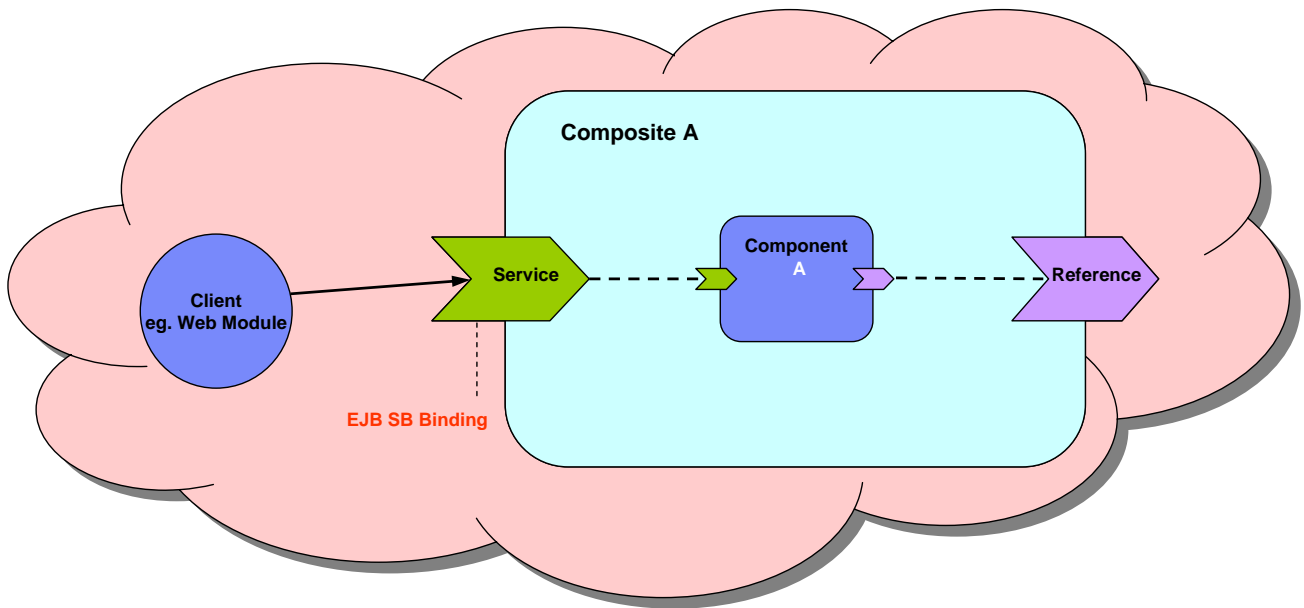 Composite A
Component
A
Service
Reference
Client
eg. Web Module
EJB SB Binding